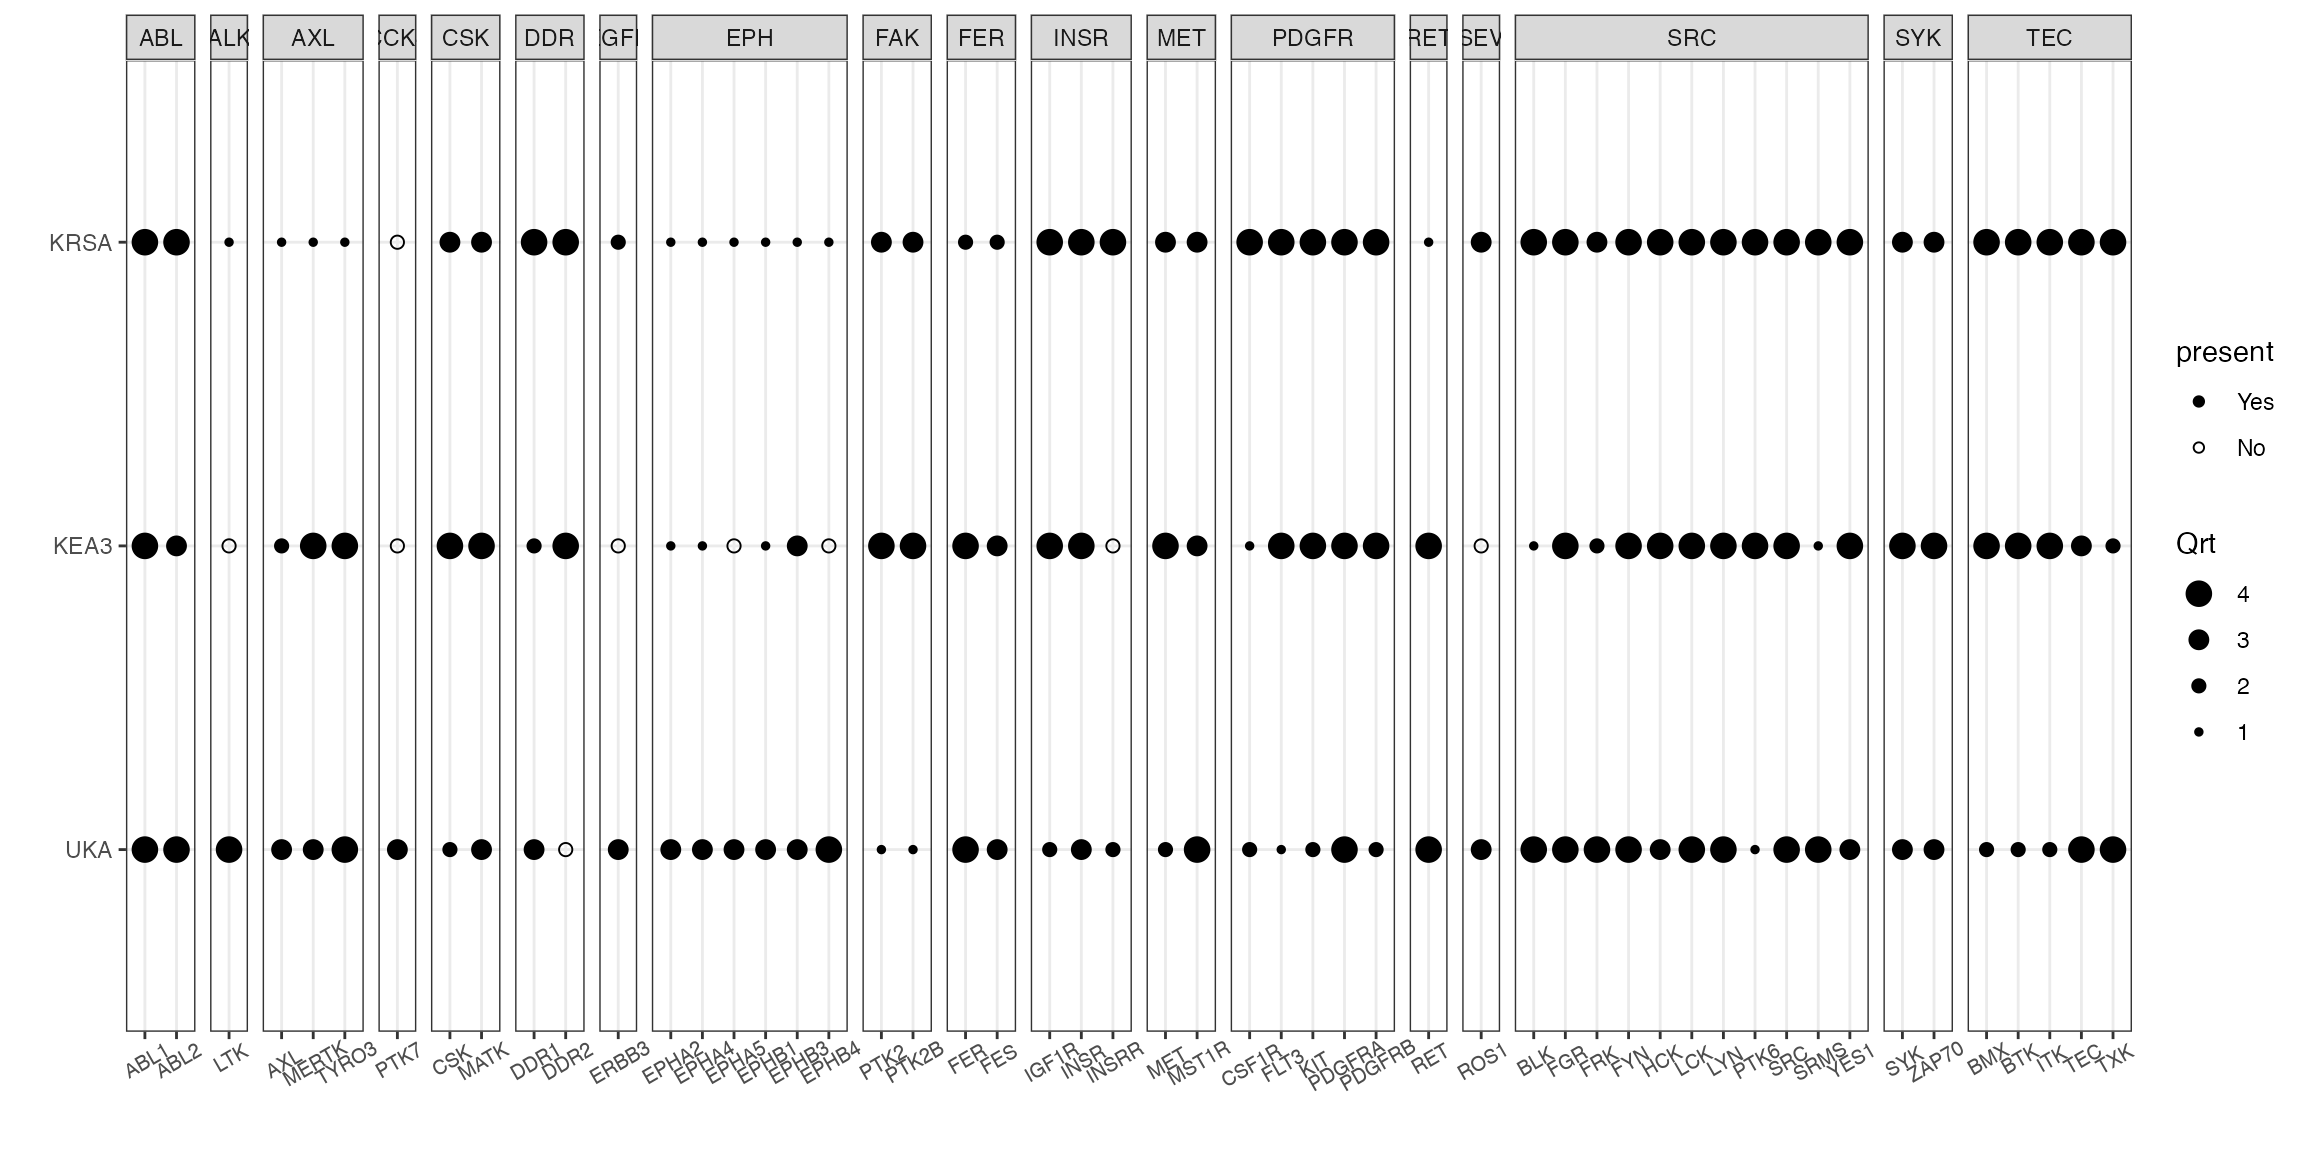 ABL ALK AXL CCK CSK DDR EGF EPH FAK FER INSR MET PDGFR RET SEV SRC SYK TEC
KRSA
KEA3
UKA
ABL1 ABL2 LTK AXL MERTK TYRO3 PTK7 CSK MATK DDR1 DDR2 ERBB3 EPHA2 EPHA4 EPHA5 EPHB1 EPHB3 EPHB4 PTK2 PTK2B FER FES IGF1R INSR INSRR MET MST1R CSF1R FLT3 KIT PDGFRA PDGFRB RET ROS1 BLK FGR FRK FYN HCK LCK LYN PTK6 SRC SRMS YES1 SYK ZAP70 BMX BTK ITK TEC TXK
present
Yes
No
Qrt
4
3
2
1